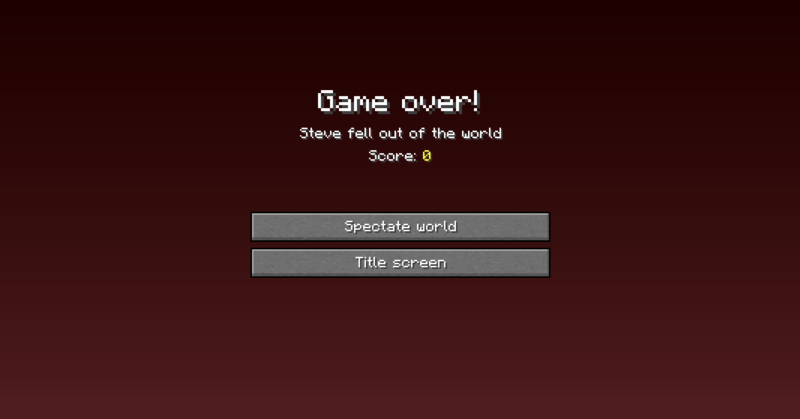 Game over!
Steve fell out of the world
Score: 0
Spectate world
Title screen